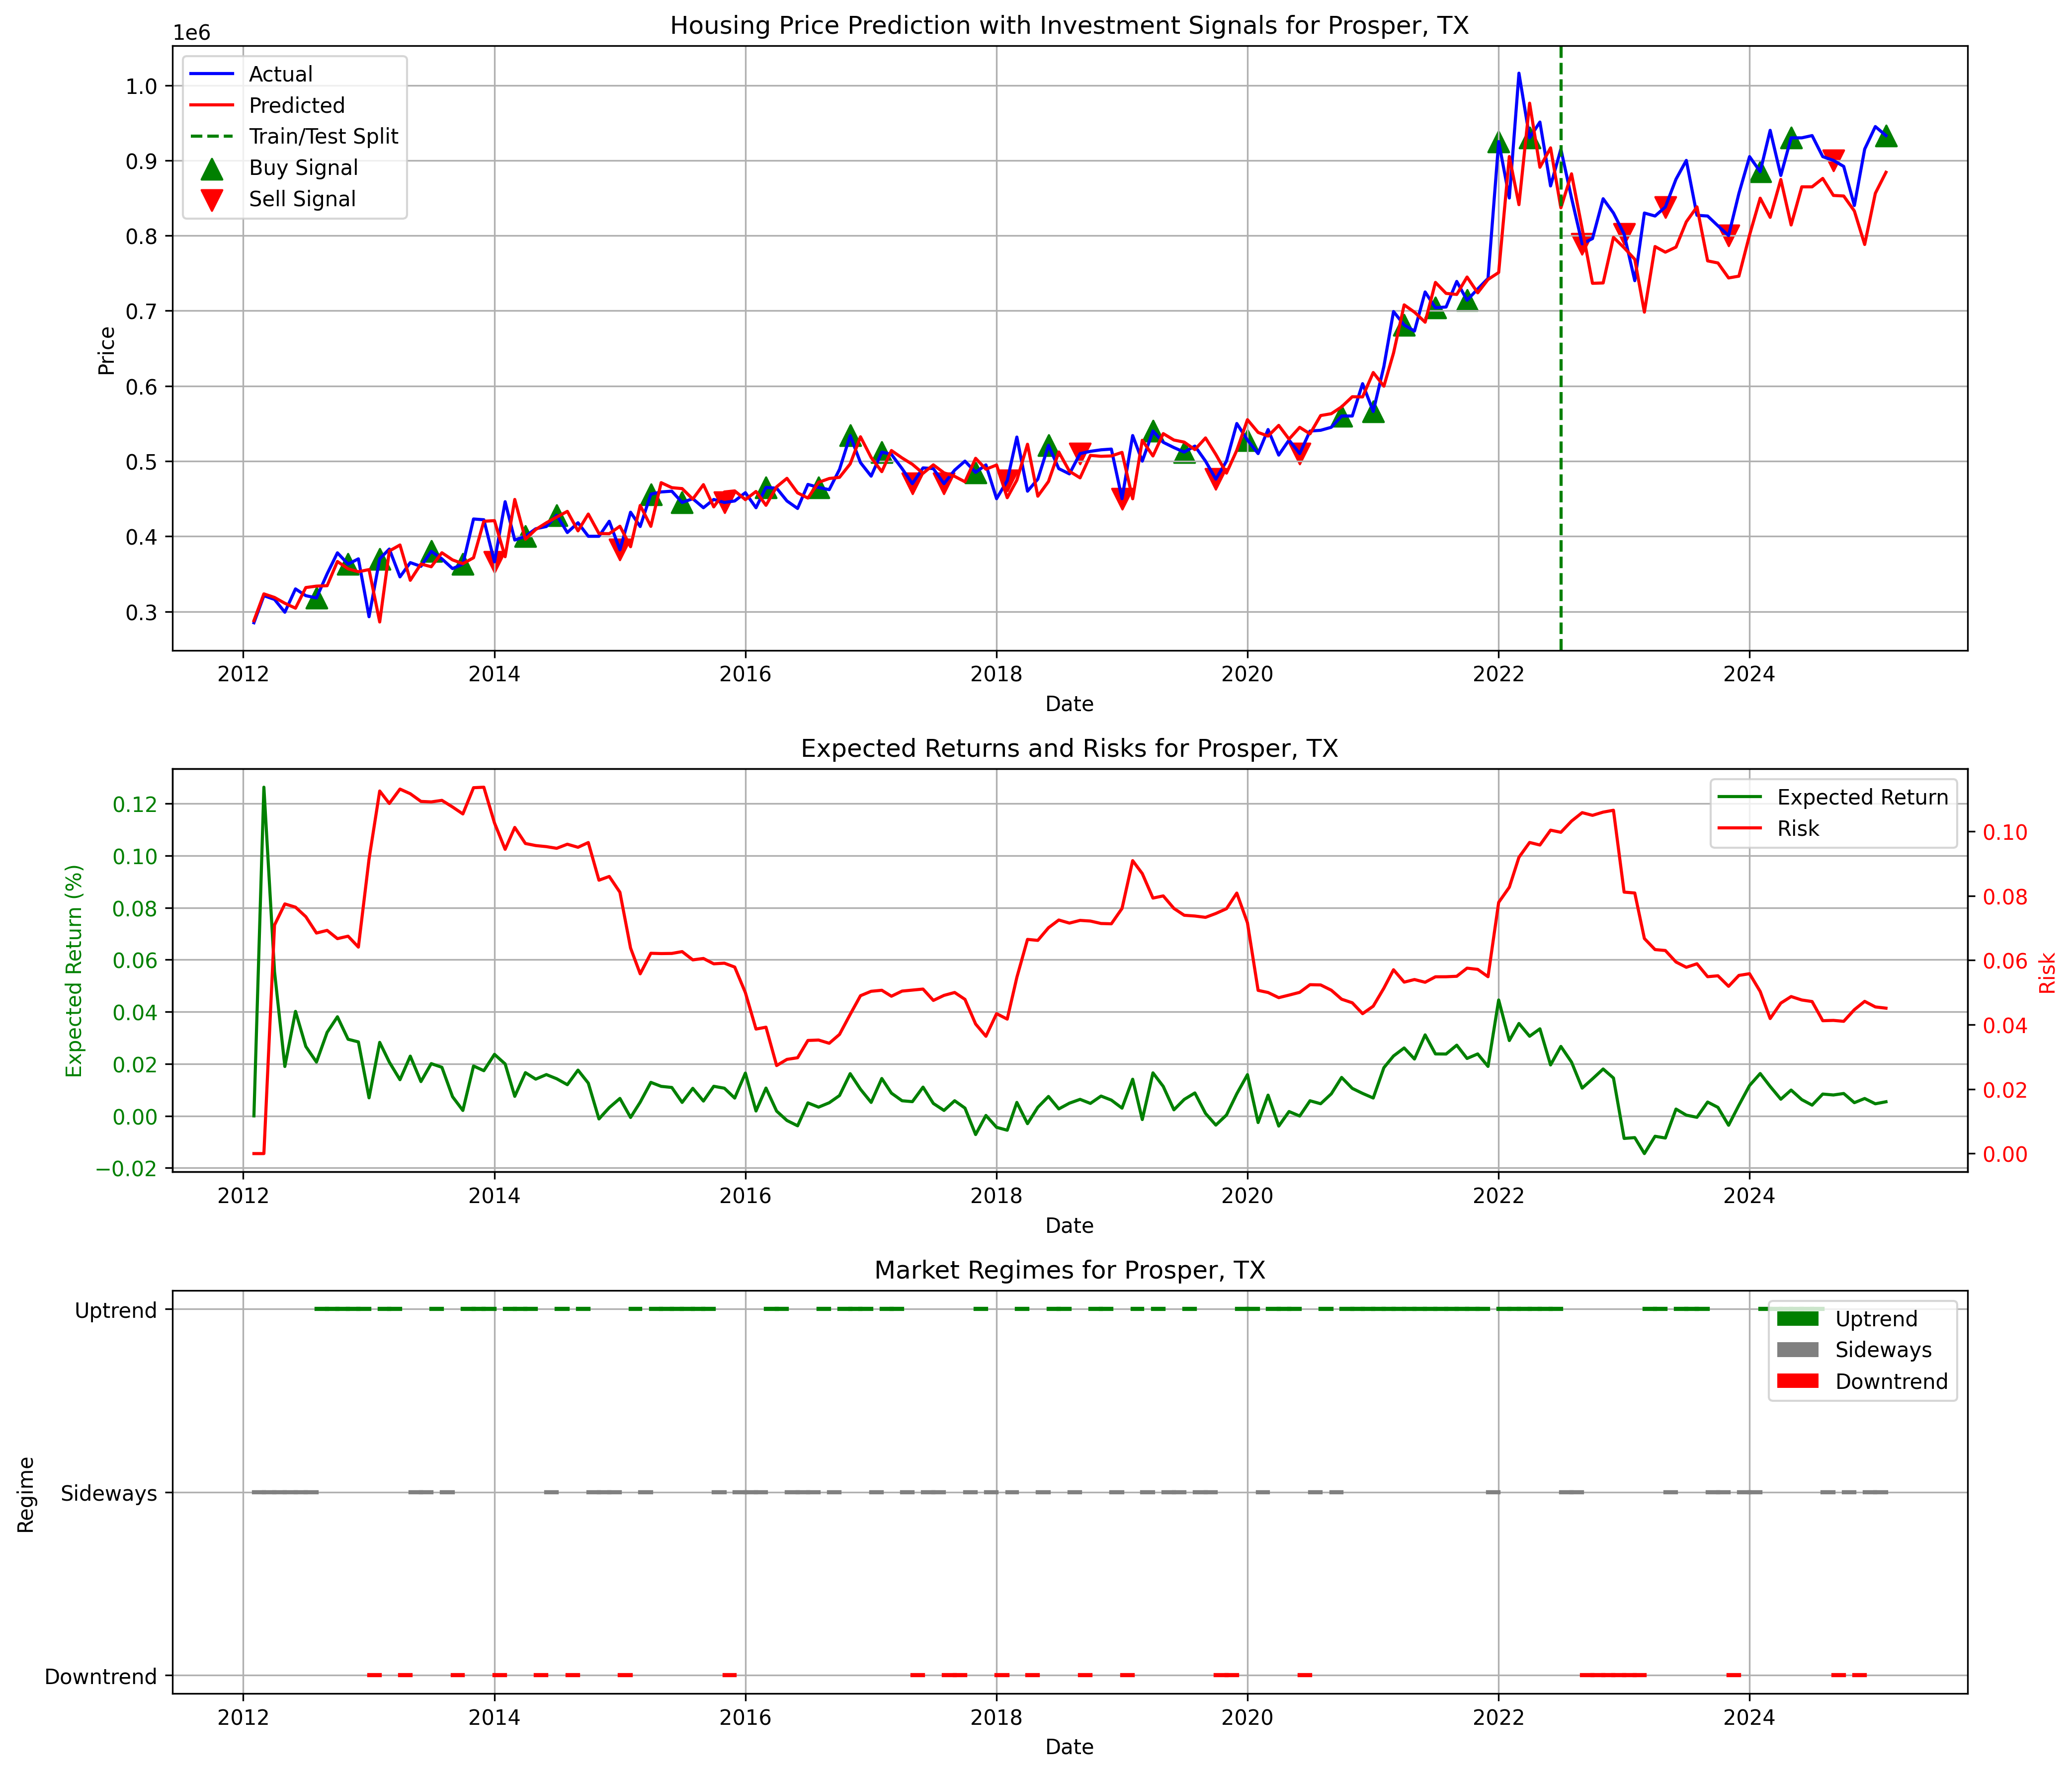 Housing Price Prediction with Investment Signals for Prosper, TX
1e6
Actual
Predicted
Train/Test Split
Buy Signal
Sell Signal
1.0
0.9
0.8
0.7
0.6
0.5
0.4
0.3
Price
2012 2014 2016 2018 2020 2022 2024
Date
Expected Returns and Risks for Prosper, TX
Expected Return
Risk
0.12
0.10
0.08
0.06
0.04
0.02
0.00
−0.02
Expected Return (%)
0.10
0.08
0.06
0.04
0.02
0.00
Risk
2012 2014 2016 2018 2020 2022 2024
Date
Market Regimes for Prosper, TX
Uptrend
Sideways
Downtrend
Uptrend
Sideways
Downtrend
Regime
2012 2014 2016 2018 2020 2022 2024
Date